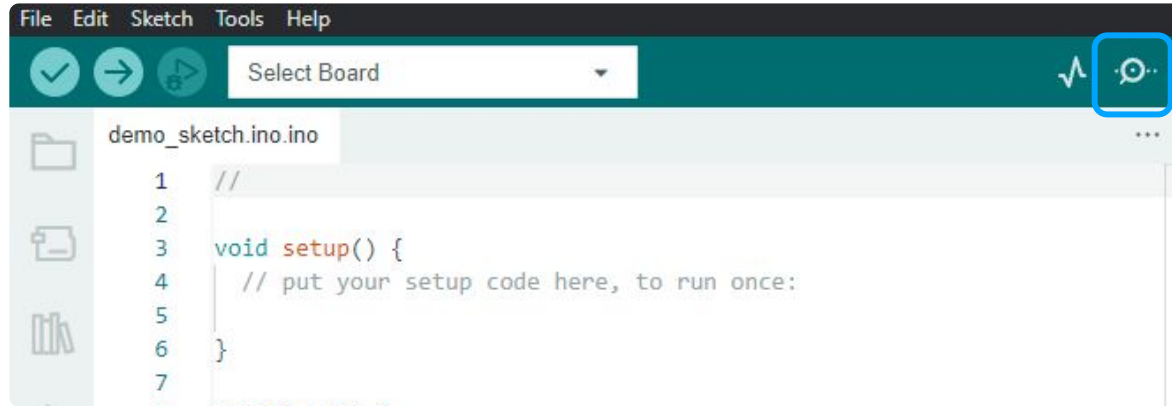 File Edit Sketch Tools Help
Select Board
demo_sketch.ino.ino
1 //
2
3 void setup() {
4 // put your setup code here, to run once:
5
6 }
7